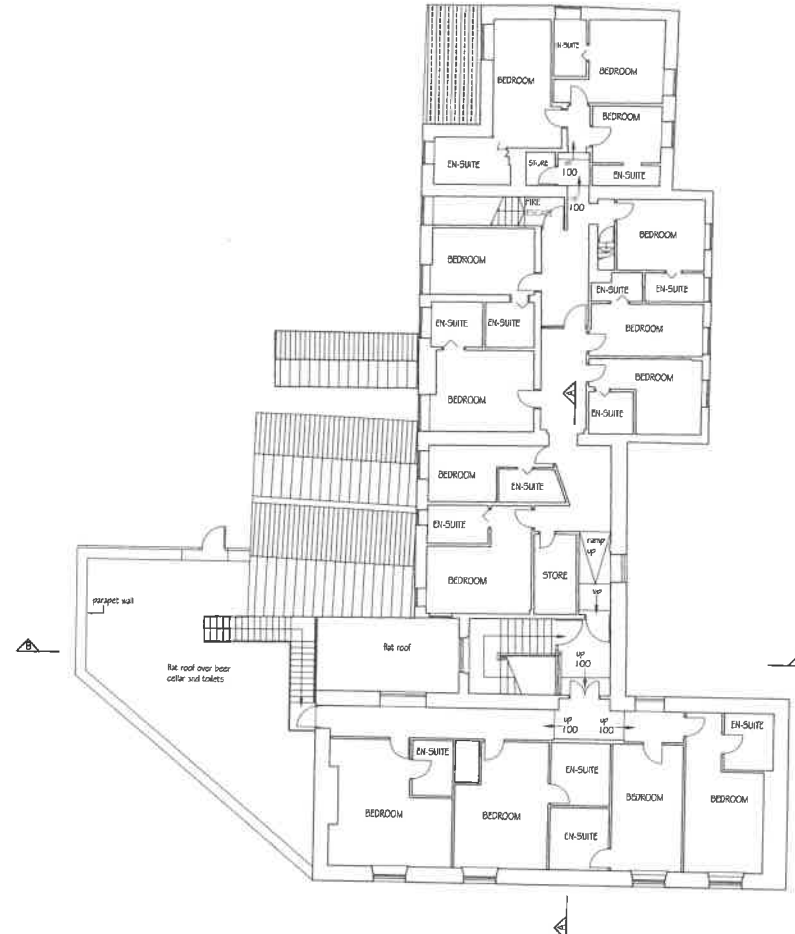 EN-SUITE
BEDROOM
BEDROOM
BEDROOM
EN-SUITE
STORE
100
EN-SUITE
100
FIRE
ESCAPE
BEDROOM
BEDROOM
EN-SUITE
EN-SUITE
EN-SUITE
EN-SUITE
BEDROOM
BEDROOM
BEDROOM
A
EN-SUITE
BEDROOM
EN-SUITE
EN-SUITE
ramp
up
BEDROOM
STORE
up
parapet wall
B
flat roof
flat roof over beer
cellar and toilets
up
100
up
100
up
100
EN-SUITE
EN-SUITE
EN-SUITE
BEDROOM
BEDROOM
BEDROOM
BEDROOM
EN-SUITE
A